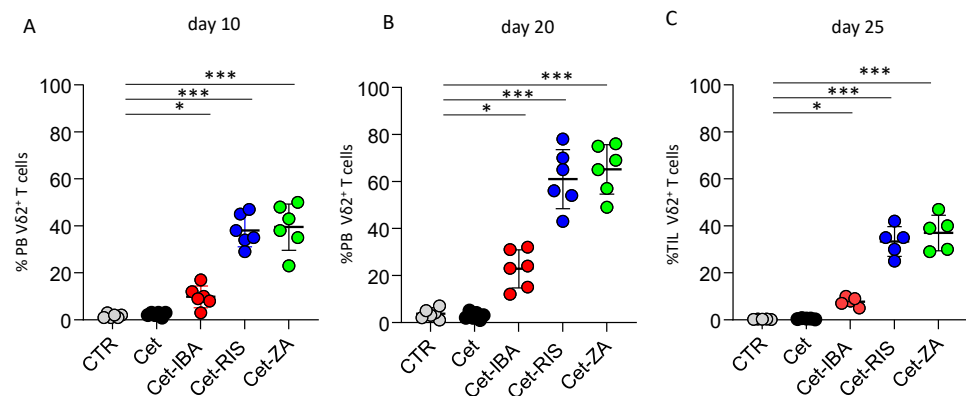 A
day 10
***
***
*
100
80
60
40
20
0
% PB Vδ2⁺ T cells
CTR
Cet
Cet-IBA
Cet-RIS
Cet-ZA
B
day 20
***
***
*
100
80
60
40
20
0
%PB Vδ2⁺ T cells
CTR
Cet
Cet-IBA
Cet-RIS
Cet-ZA
C
day 25
***
***
*
100
80
60
40
20
0
%TIL Vδ2⁺ T cells
CTR
Cet
Cet-IBA
Cet-RIS
Cet-ZA